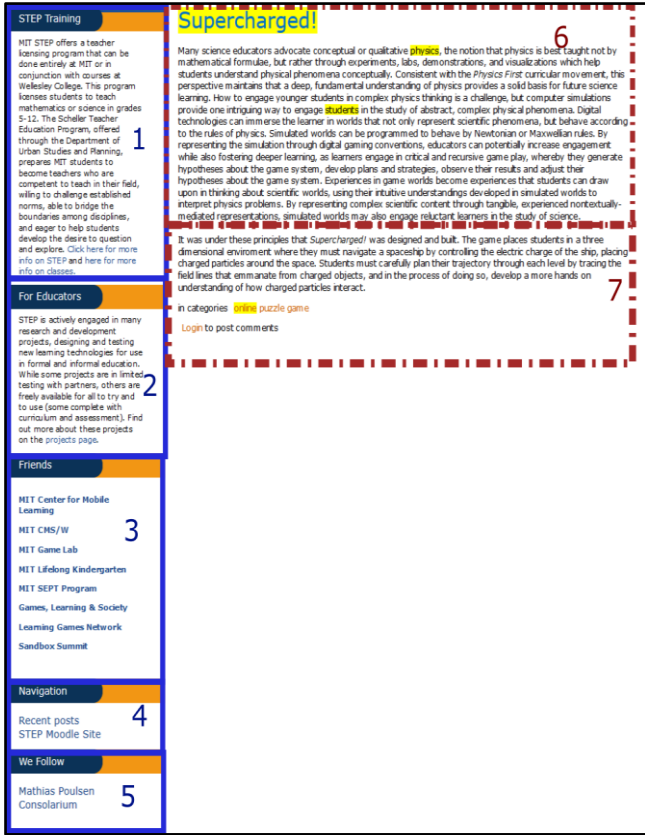 STEP Training
MIT STEP offers a teacher
licensing program that can be
done entirely at MIT or in
conjunction with courses at
Wellesley College. This program
licenses students to teach
mathematics or science in grades
5-12. The Scheller Teacher
Education Program, offered
through the Department of
Urban Studies and Planning,
prepares MIT students to
become teachers who are
competent to teach in their field,
willing to challenge established
norms, able to bridge the
boundaries among disciplines,
and eager to help students
develop the desire to question
and explore. Click here for more
info on STEP and here for more
info on classes.
1
For Educators
STEP is actively engaged in many
research and development
projects, designing and testing
new learning technologies for use
in formal and informal education.
While some projects are in limited
testing with partners, others are
freely available for all to try and
to use (some complete with
curriculum and assessment). Find
out more about these projects
on the projects page.
2
Friends
MIT Center for Mobile
Learning
MIT CMS/W
MIT Game Lab
MIT Lifelong Kindergarten
MIT SEPT Program
Games, Learning & Society
Learning Games Network
Sandbox Summit
3
Navigation
Recent posts
STEP Moodle Site
4
We Follow
Mathias Poulsen
Consolarium
5
Supercharged!
6
Many science educators advocate conceptual or qualitative physics, the notion that physics is best taught not by
mathematical formulae, but rather through experiments, labs, demonstrations, and visualizations which help
students understand physical phenomena conceptually. Consistent with the Physics First curricular movement, this
perspective maintains that a deep, fundamental understanding of physics provides a solid basis for future science
learning. How to engage younger students in complex physics thinking is a challenge, but computer simulations
provide one intriguing way to engage students in the study of abstract, complex physical phenomena. Digital
technologies can immerse the learner in worlds that not only represent scientific phenomena, but behave according
to the rules of physics. Simulated worlds can be programmed to behave by Newtonian or Maxwellian rules. By
representing the simulation through digital gaming conventions, educators can potentially increase engagement
while also fostering deeper learning, as learners engage in critical and recursive game play, whereby they generate
hypotheses about the game system, develop plans and strategies, observe their results and adjust their
hypotheses about the game system. Experiences in game worlds become experiences that students can draw
upon in thinking about scientific worlds, using their intuitive understandings developed in simulated worlds to
interpret physics problems. By representing complex scientific content through tangible, experienced nontextually-
mediated representations, simulated worlds may also engage reluctant learners in the study of science.
It was under these principles that Supercharged! was designed and built. The game places students in a three
dimensional enviroment where they must navigate a spaceship by controlling the electric charge of the ship, placing
charged particles around the space. Students must carefully plan their trajectory through each level by tracing the
field lines that emmanate from charged objects, and in the process of doing so, develop a more hands on
understanding of how charged particles interact.
7
in categories online puzzle game
Login to post comments